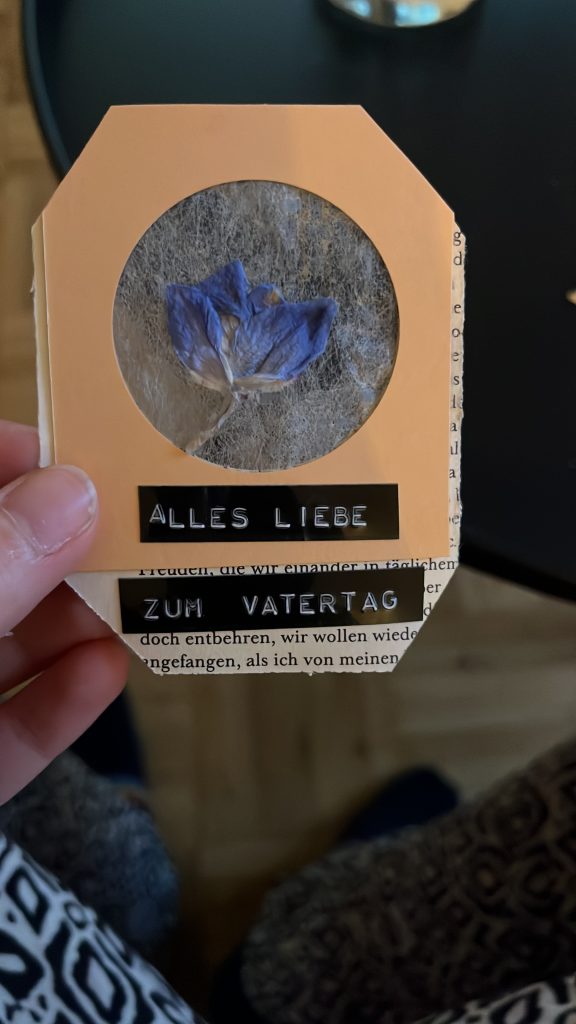 ALLES LIEBE
Freuden, die wir einander in täglichen
ZUM VATERTAG
doch entbehren, wir wollen wiede
angefangen, als ich von meinen